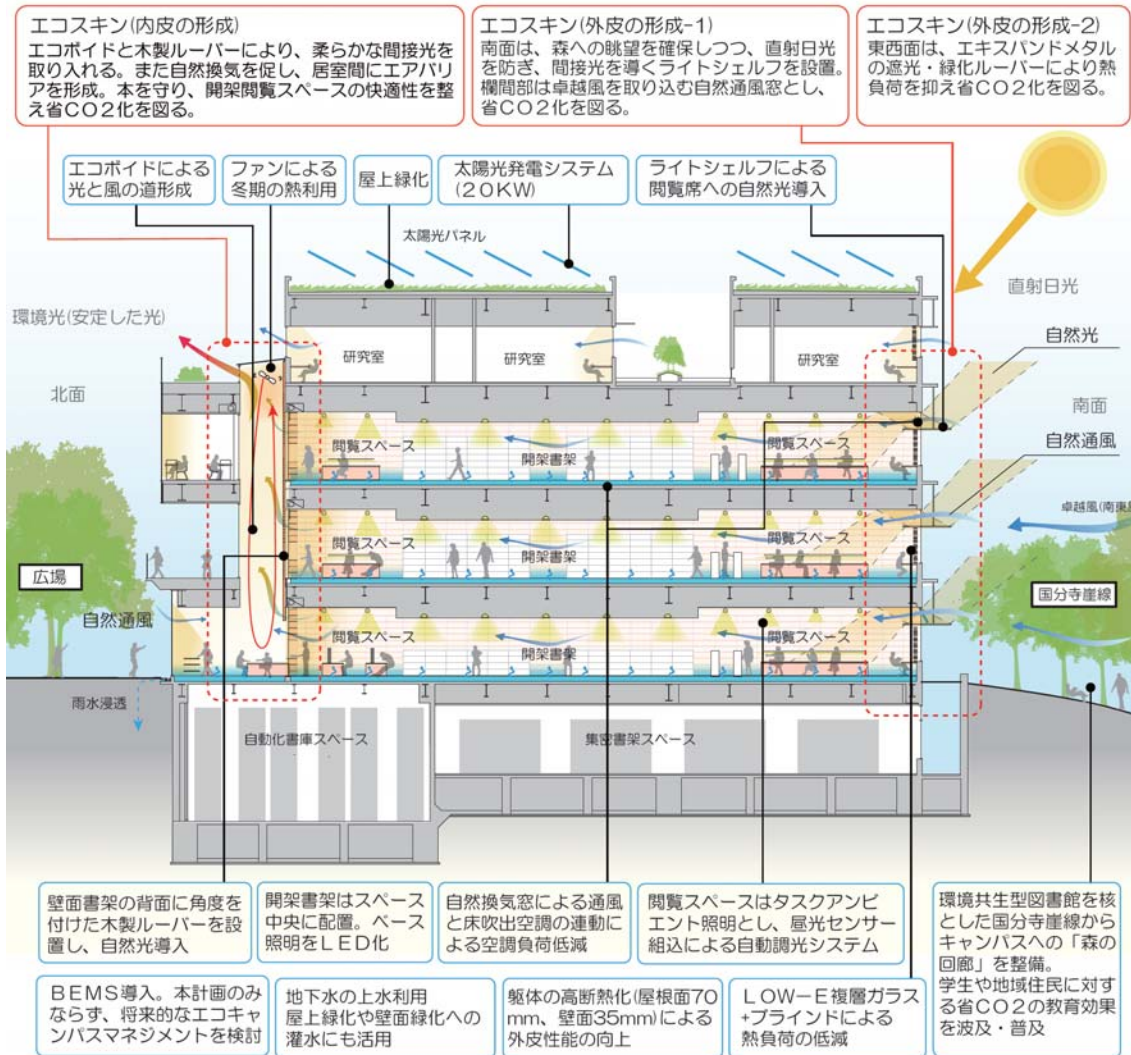 エコスキン(内皮の形成)
エコボイドと木製ルーバーにより、柔らかな間接光を
取り入れる。また自然換気を促し、居室間にエアバリ
アを形成。本を守り、開架閲覧スペースの快適性を整
え省CO2化を図る。
エコスキン(外皮の形成-1)
南面は、森への眺望を確保しつつ、直射日光
を防ぎ、間接光を導くライトシェルフを設置。
欄間部は卓越風を取り込む自然通風窓とし、
省CO2化を図る。
エコスキン(外皮の形成-2)
東西面は、エキスパンドメタル
の遮光・緑化ルーバーにより熱
負荷を抑え省CO2化を図る。
エコボイドによる
光と風の道形成
ファンによる
冬期の熱利用
屋上緑化
太陽光発電システム
(20KW)
ライトシェルフによる
閲覧席への自然光導入
太陽光パネル
直射日光
環境光(安定した光)
自然光
研究室
研究室
研究室
北面
南面
閲覧スペース
開架書架
閲覧スペース
自然通風
卓越風(南東風
閲覧スペース
開架書架
閲覧スペース
広場
国分寺崖線
自然通風
閲覧スペース
開架書架
閲覧スペース
雨水浸透
自動化書庫スペース
集密書架スペース
壁面書架の背面に角度を
付けた木製ルーバーを設
置し、自然光導入
開架書架はスペース
中央に配置。ベース
照明をLED化
自然換気窓による通風
と床吹出空調の連動に
よる空調負荷低減
閲覧スペースはタスクアンビ
エント照明とし、昼光センサー
組込による自動調光システム
環境共生型図書館を核
とした国分寺崖線から
キャンパスへの「森の
回廊」を整備。
学生や地域住民に対す
る省CO2の教育効果
を波及・普及
BEMS導入。本計画のみ
ならず、将来的なエコキャ
ンパスマネジメントを検討
地下水の上水利用
屋上緑化や壁面緑化への
灌水にも活用
躯体の高断熱化(屋根面70
mm、壁面35mm)による
外皮性能の向上
LOW-E複層ガラス
+ブラインドによる
熱負荷の低減